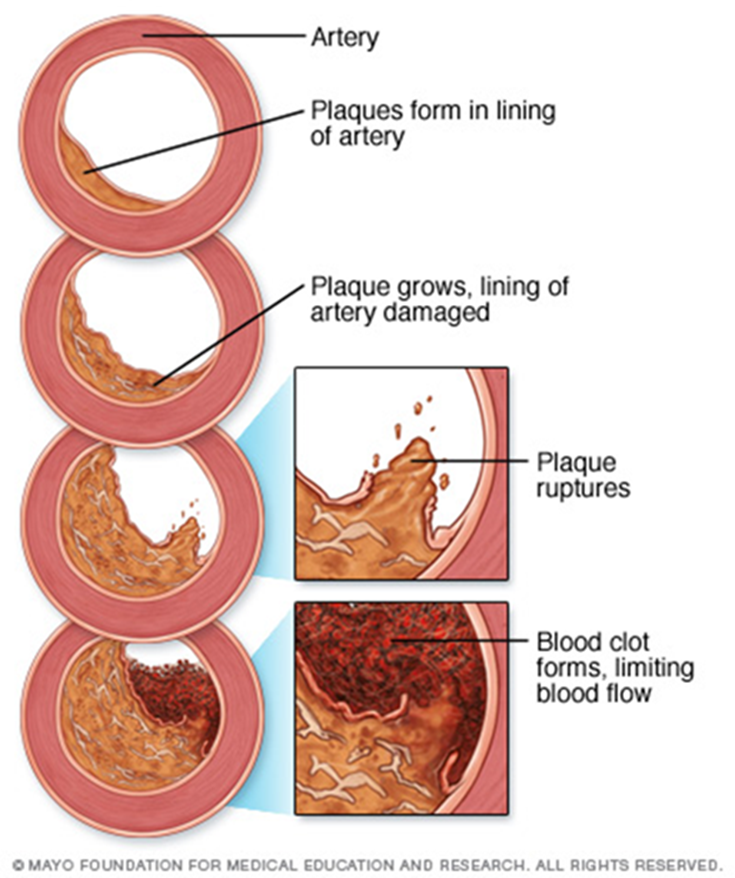 Artery
Plaques form in lining
of artery
Plaque grows, lining of
artery damaged
Plaque
ruptures
Blood clot
forms, limiting
blood flow
© MAYO FOUNDATION FOR MEDICAL EDUCATION AND RESEARCH. ALL RIGHTS RESERVED.